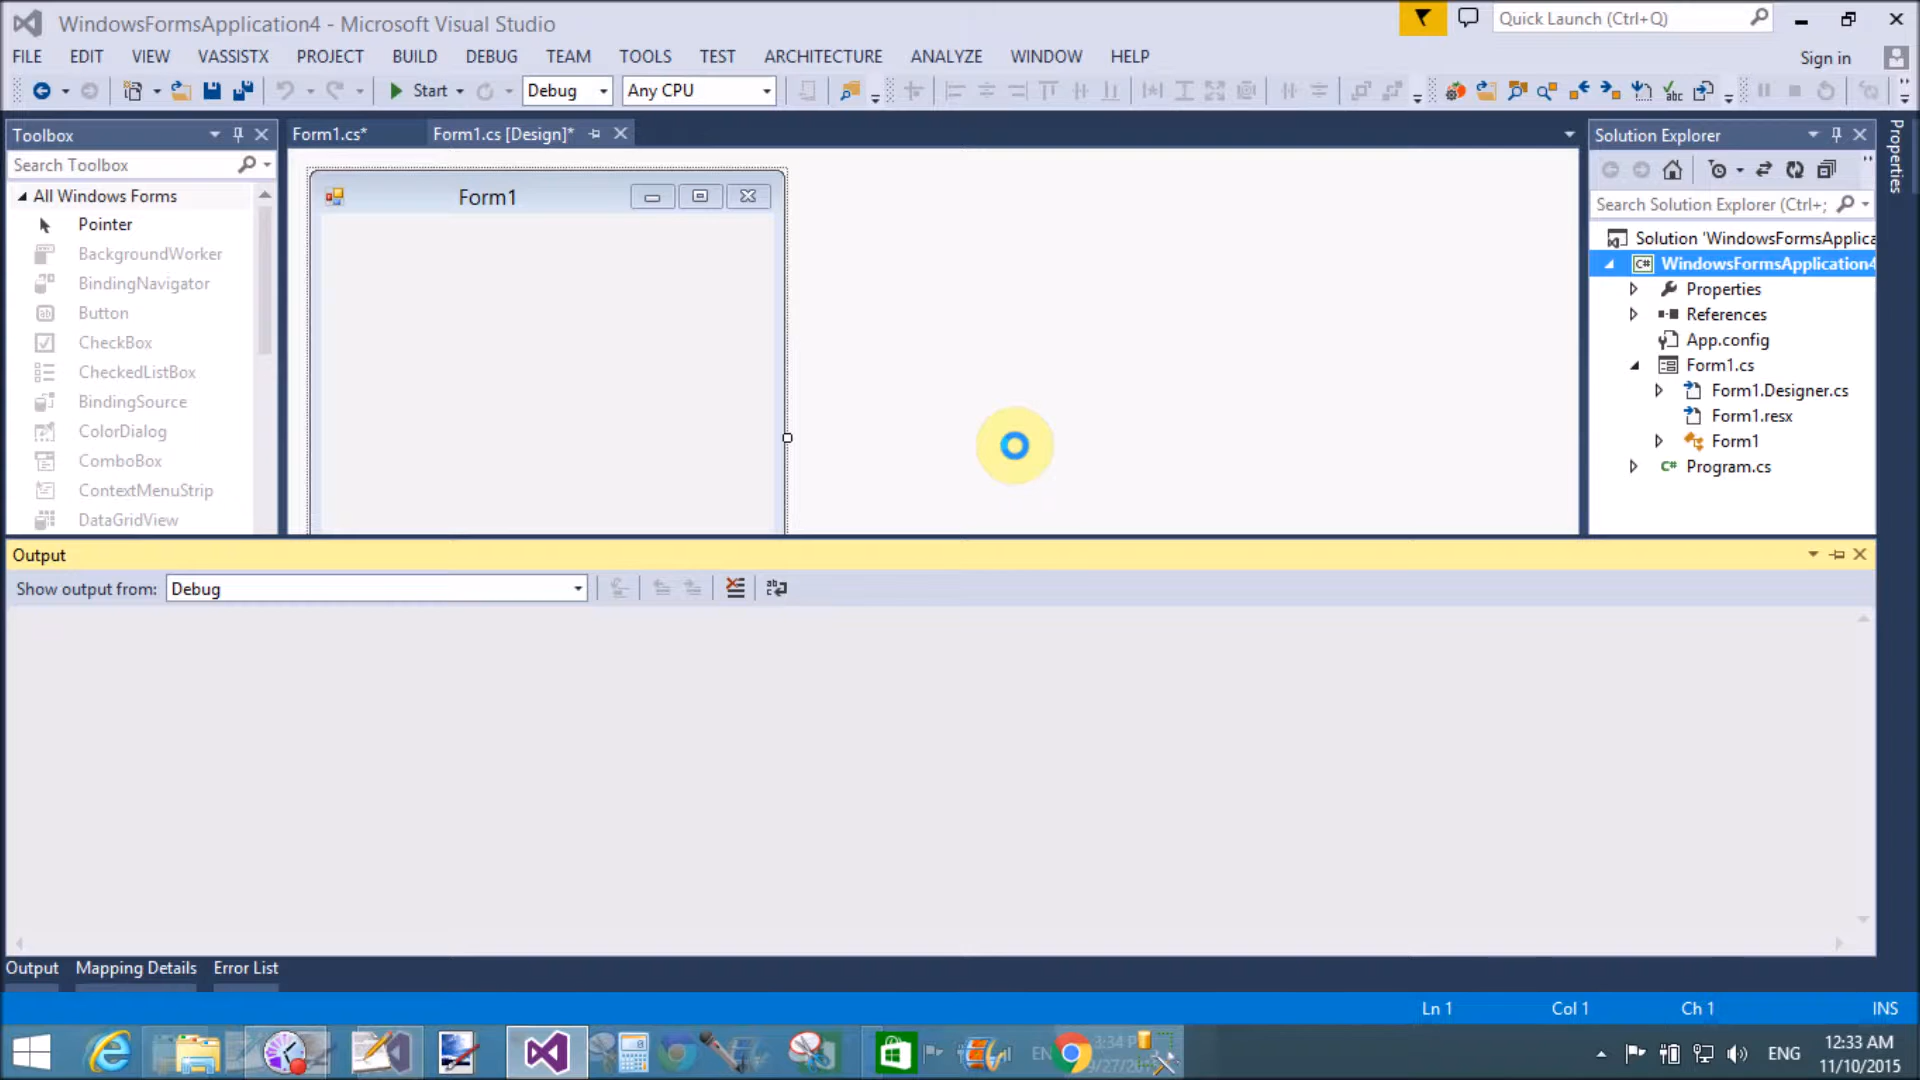 WindowsFormsApplication4 - Microsoft Visual Studio
Quick Launch (Ctrl+Q)
FILE EDIT VIEW VASSISTX PROJECT BUILD DEBUG TEAM TOOLS TEST ARCHITECTURE ANALYZE WINDOW HELP
Sign in
Start Debug Any CPU
Toolbox
Form1.cs* Form1.cs [Design]*
Solution Explorer
Properties
Search Toolbox
Search Solution Explorer (Ctrl+;
All Windows Forms
Pointer
BackgroundWorker
BindingNavigator
Button
CheckBox
CheckedListBox
BindingSource
ColorDialog
ComboBox
ContextMenuStrip
DataGridView
Form1
Solution 'WindowsFormsApplica
WindowsFormsApplication4
Properties
References
App.config
Form1.cs
Form1.Designer.cs
Form1.resx
Form1
Program.cs
Output
Show output from: Debug
Output Mapping Details Error List
Ln 1 Col 1 Ch 1 INS
ENG
12:33 AM
11/10/2015